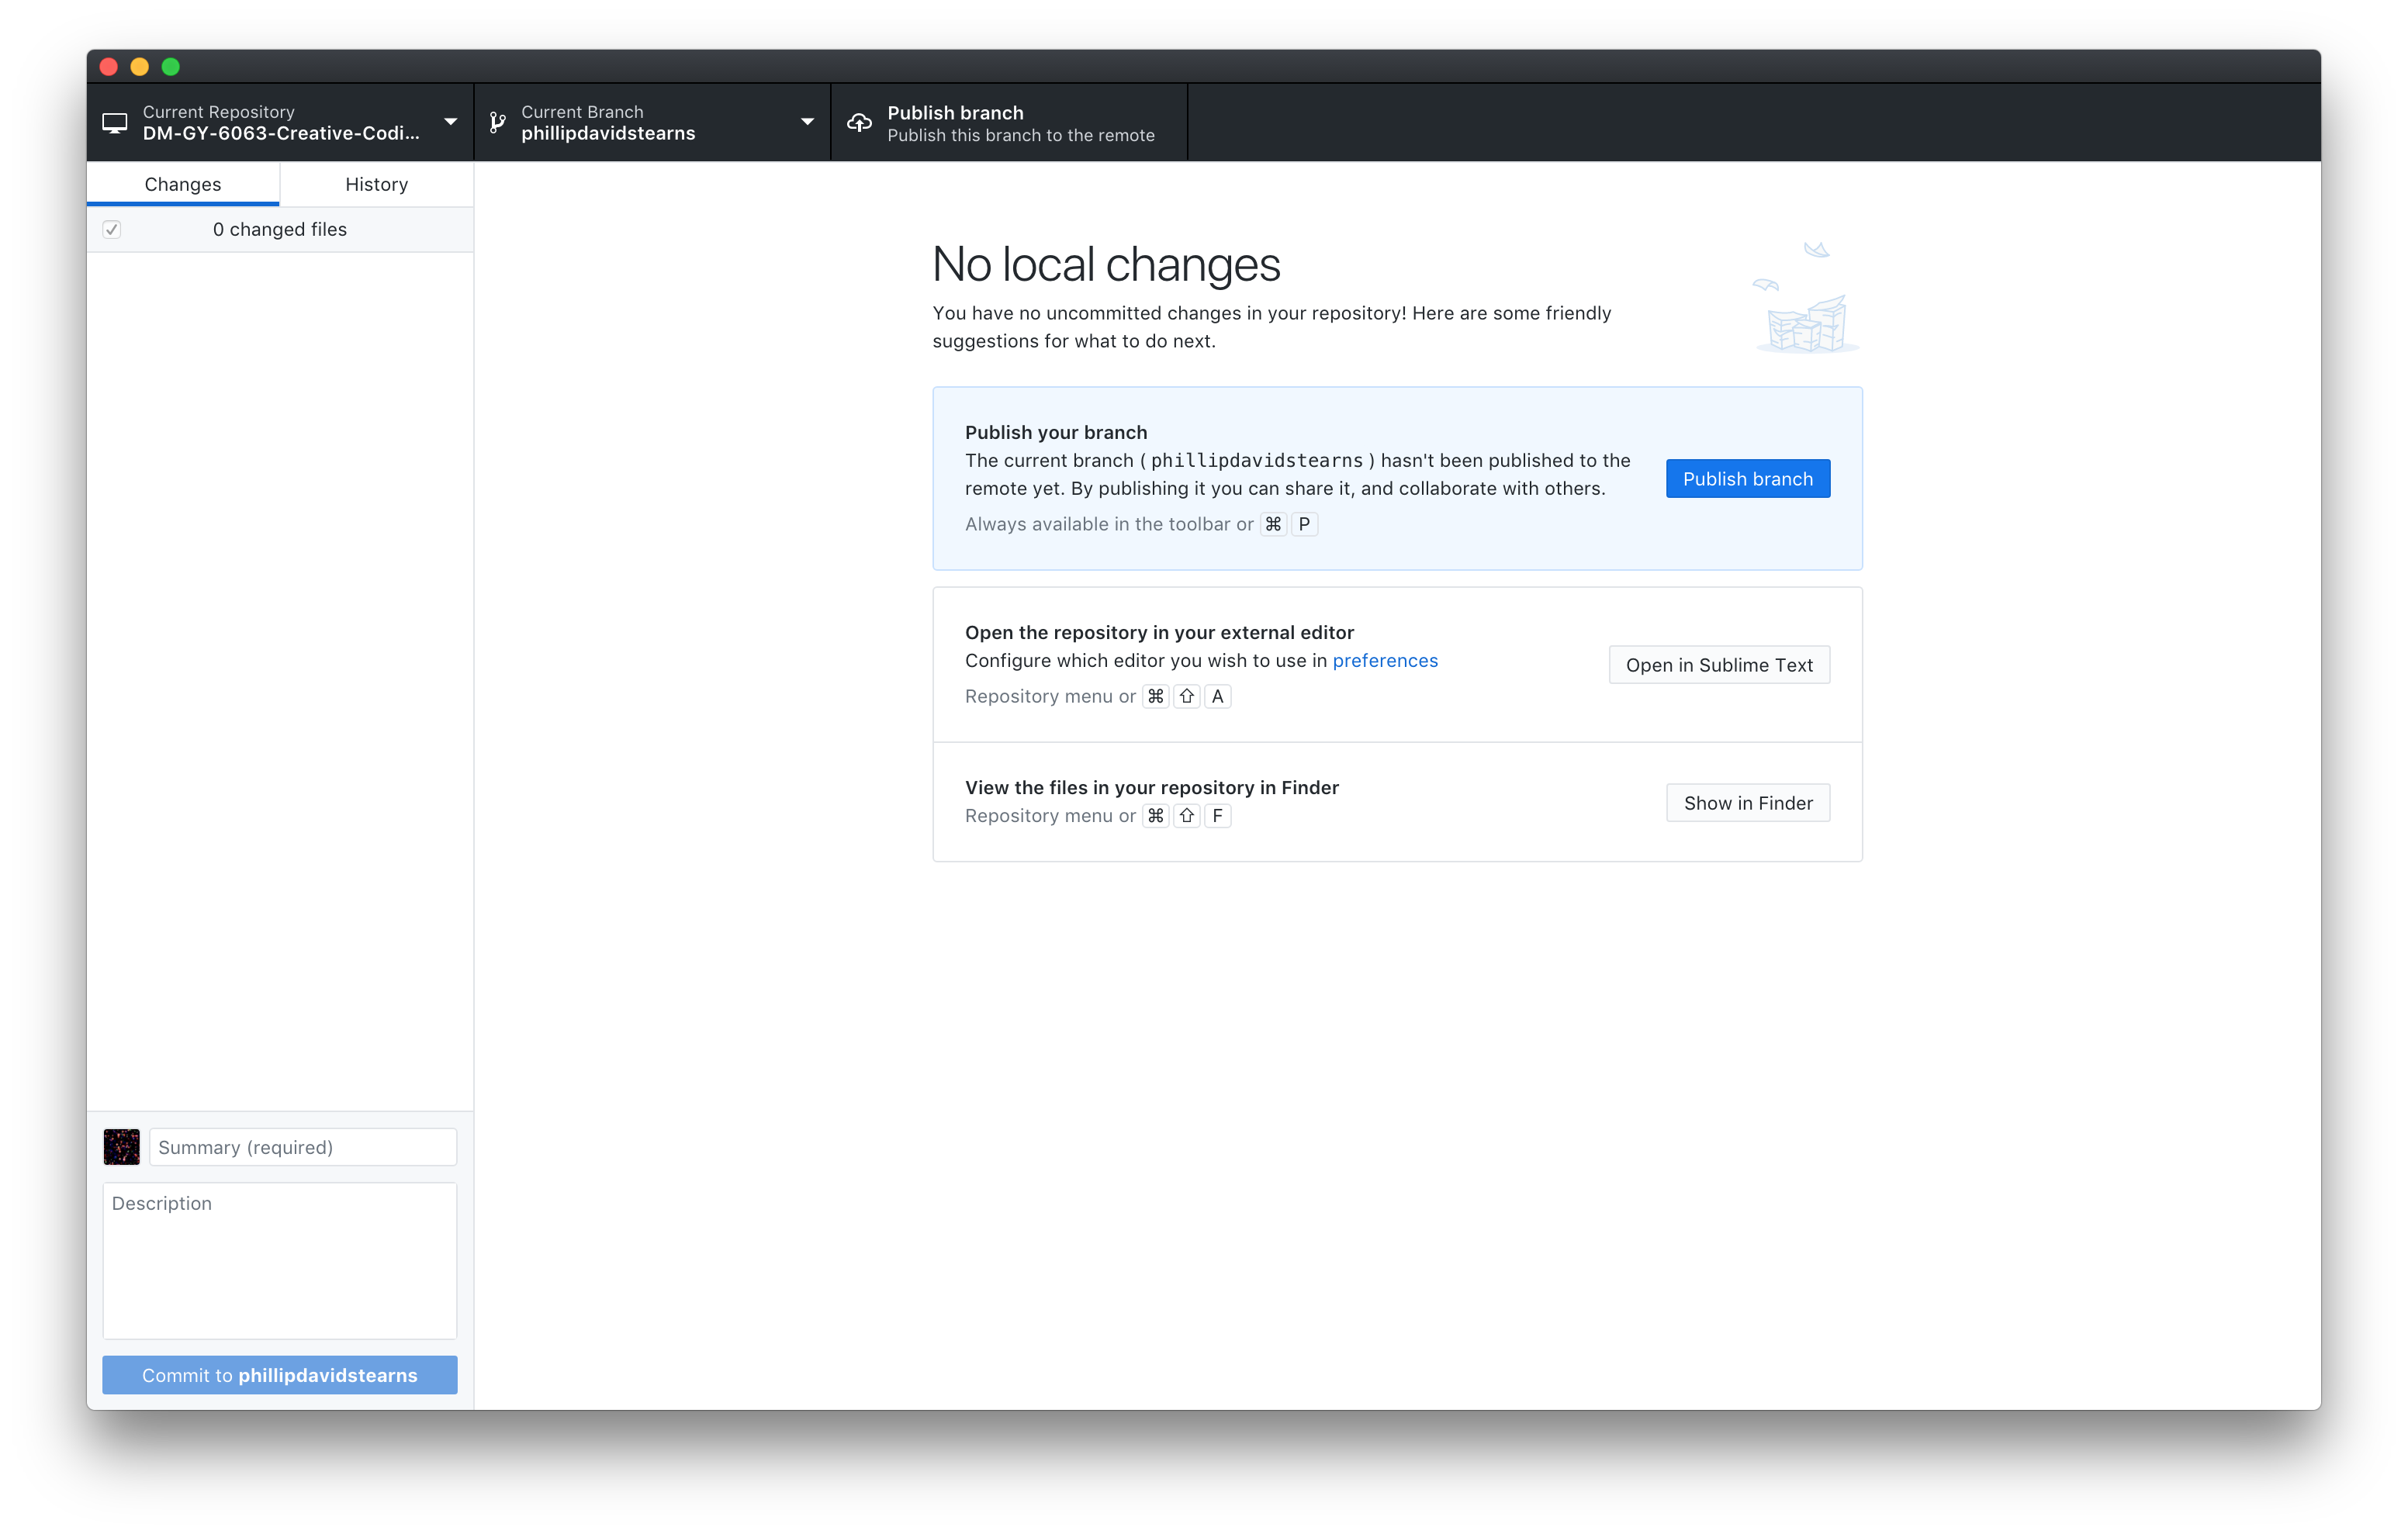 Current Repository
DM-GY-6063-Creative-Codi...
Current Branch
phillipdavidstearns
Publish branch
Publish this branch to the remote
Changes
History
0 changed files
No local changes
You have no uncommitted changes in your repository! Here are some friendly
suggestions for what to do next.
Publish your branch
The current branch ( phillipdavidstearns ) hasn't been published to the
remote yet. By publishing it you can share it, and collaborate with others.
Always available in the toolbar or ⌘ P
Publish branch
Open the repository in your external editor
Configure which editor you wish to use in preferences
Repository menu or ⌘ ⇧ A
Open in Sublime Text
View the files in your repository in Finder
Repository menu or ⌘ ⇧ F
Show in Finder
Summary (required)
Description
Commit to phillipdavidstearns